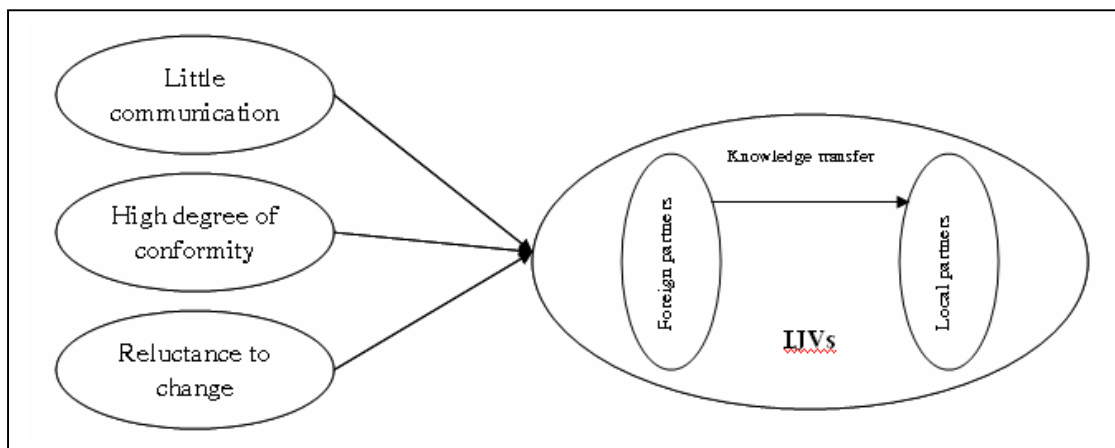 Little
communication
High degree of
conformity
Reluctance to
change
Knowledge transfer
Foreign partners
Local partners
IJVs